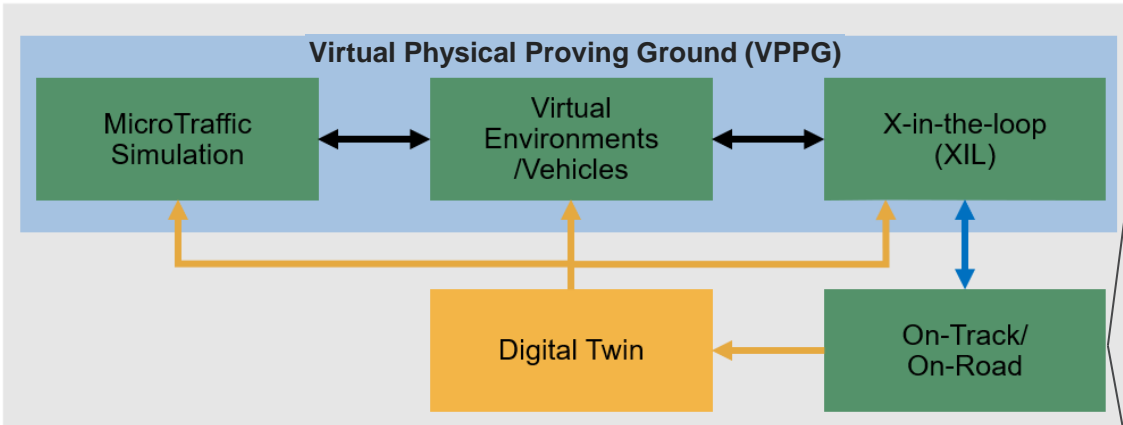 Virtual Physical Proving Ground (VPPG)
MicroTraffic
Simulation
Virtual
Environments
/Vehicles
X-in-the-loop
(XIL)
Digital Twin
On-Track/
On-Road